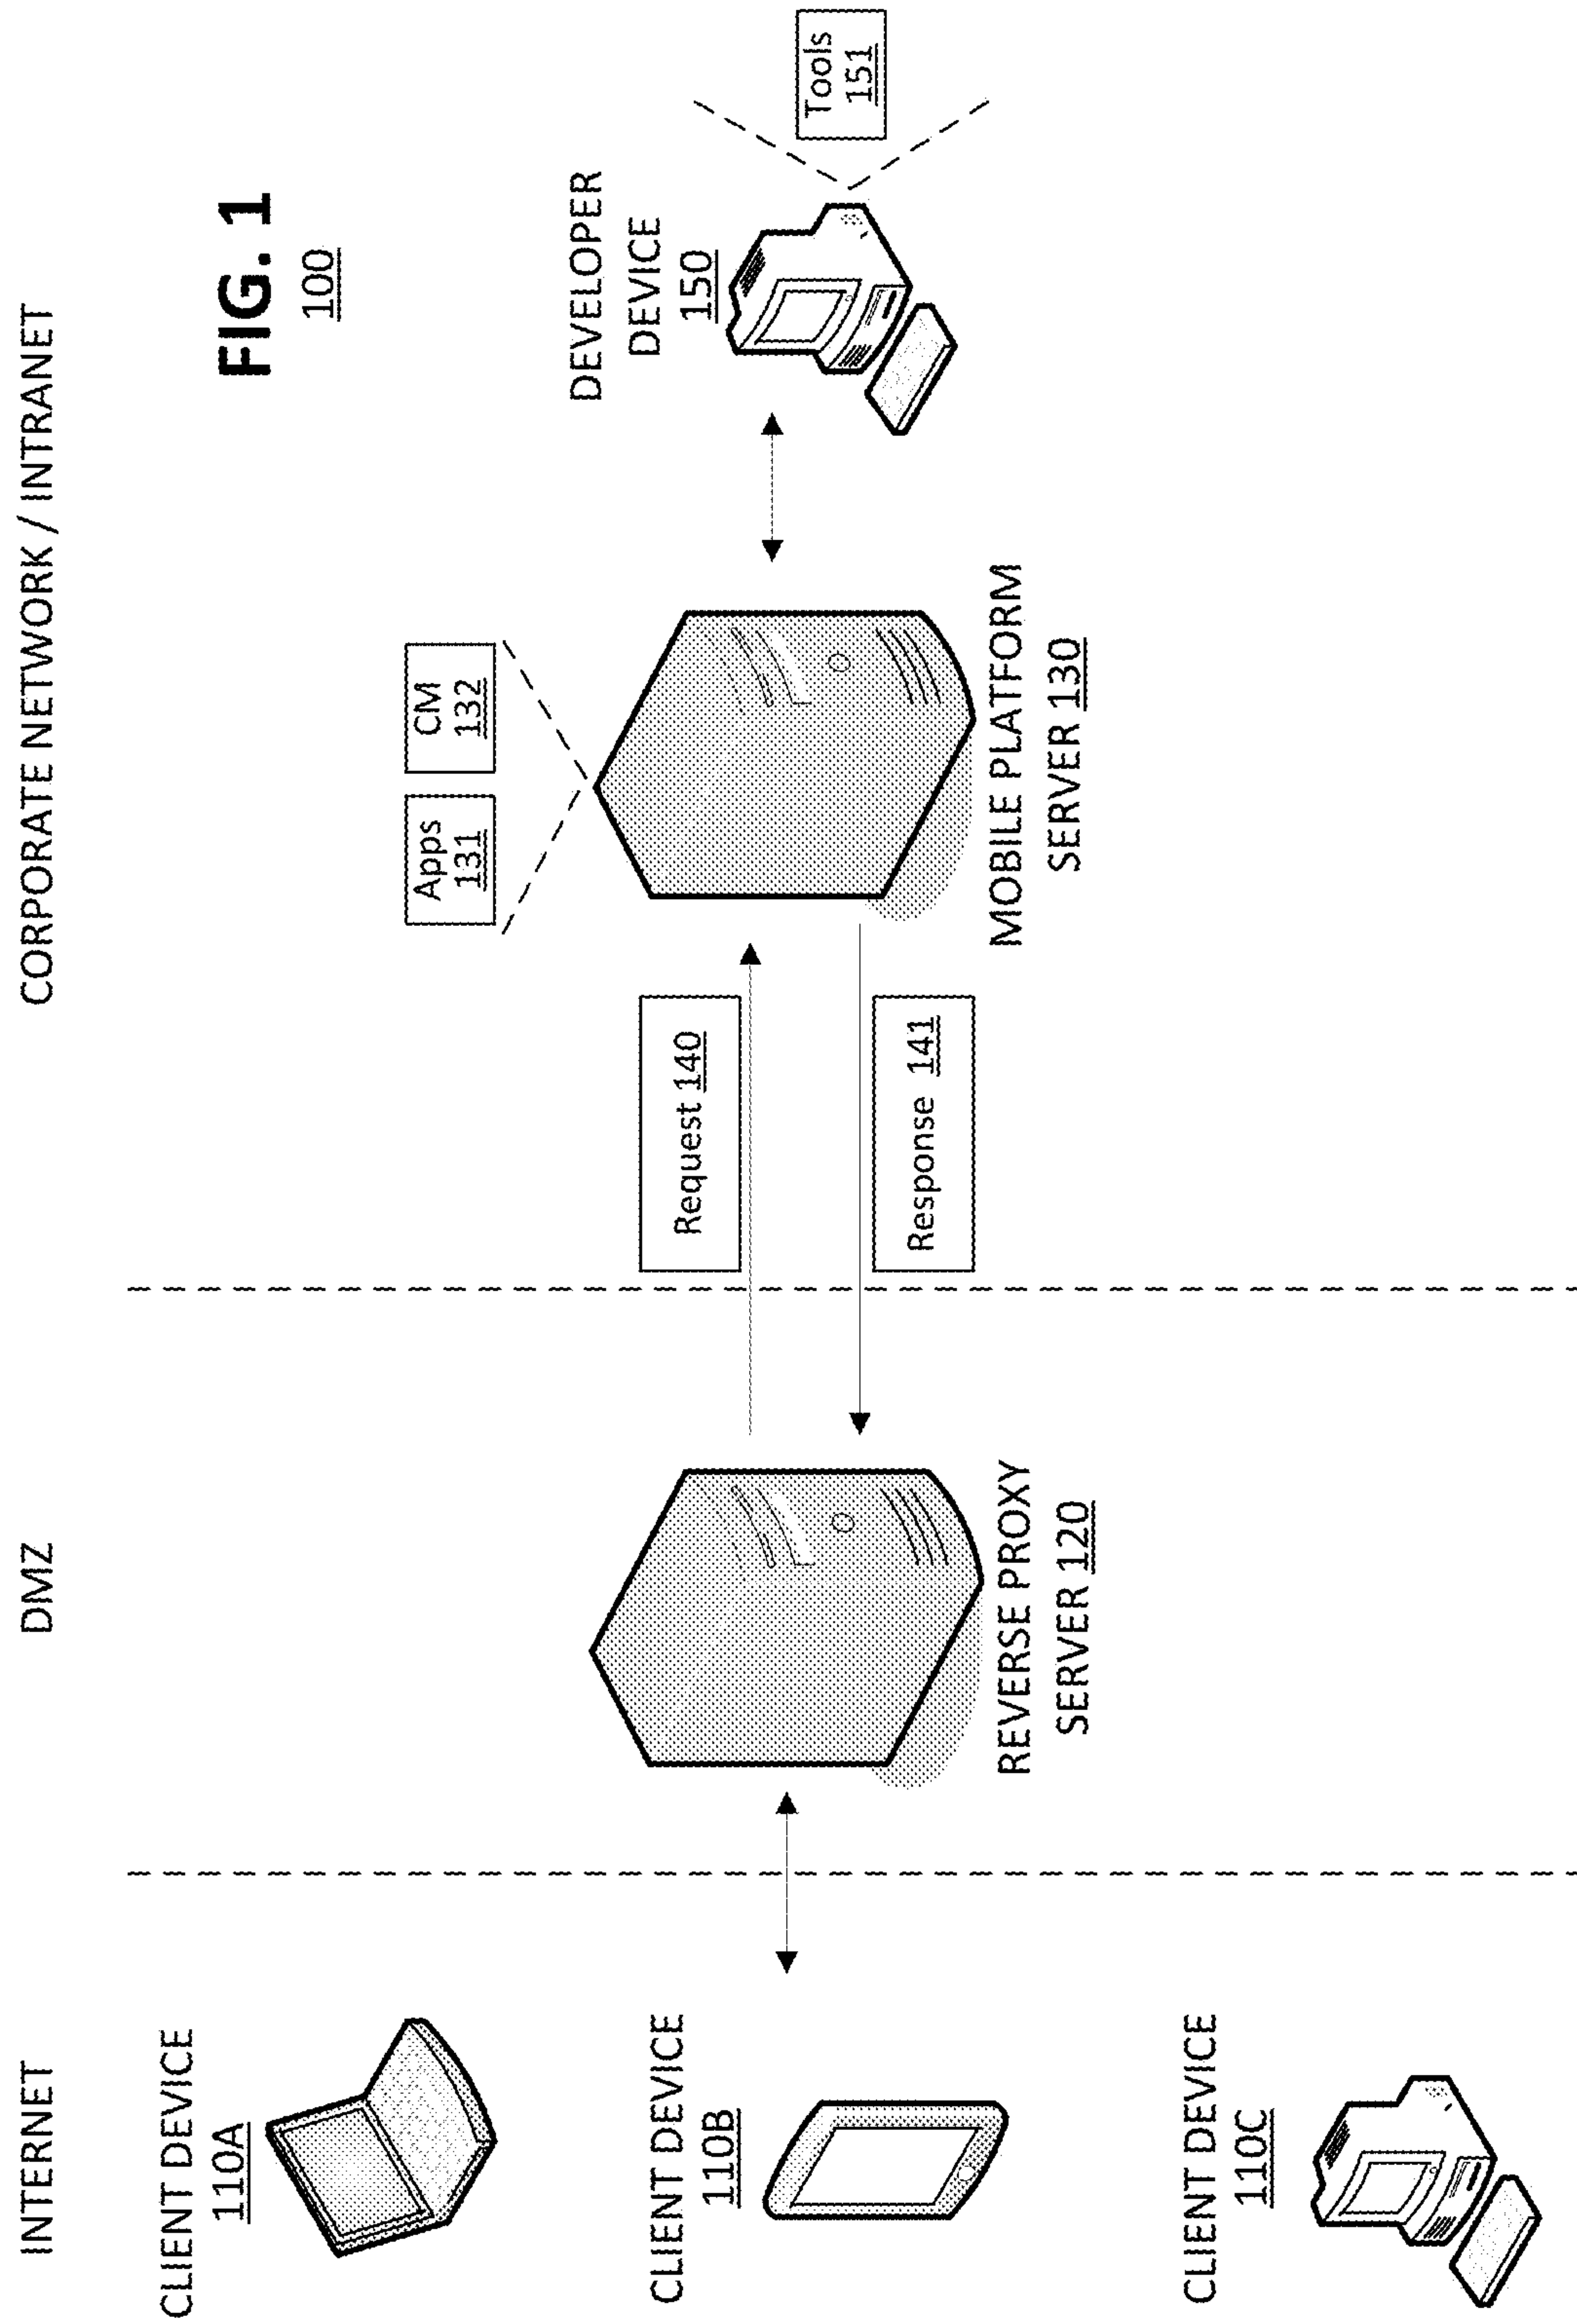 INTERNET
DMZ
CORPORATE NETWORK / INTRANET
FIG. 1
100
CLIENT DEVICE
110A
CLIENT DEVICE
110B
CLIENT DEVICE
110C
REVERSE PROXY
SERVER 120
Request 140
Response 141
Apps
131
CM
132
MOBILE PLATFORM
SERVER 130
DEVELOPER
DEVICE
150
Tools
151